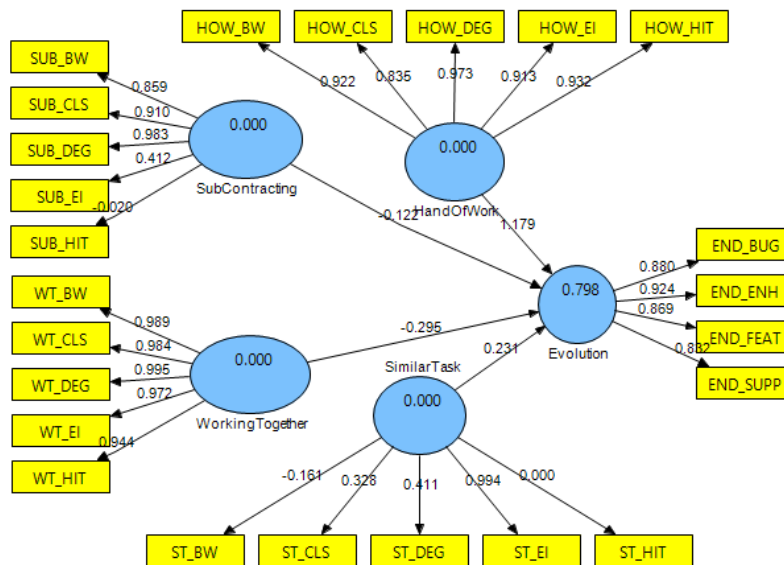 HOW_BW
HOW_CLS
HOW_DEG
HOW_EI
HOW_HIT
0.922
0.835
0.973
0.913
0.932
SUB_BW
SUB_CLS
SUB_DEG
SUB_EI
SUB_HIT
0.859
0.910
0.983
0.412
-0.020
0.000
SubContracting
0.000
HandOfWork
-0.122
1.179
WT_BW
WT_CLS
WT_DEG
WT_EI
WT_HIT
0.989
0.984
0.995
0.972
0.944
0.000
WorkingTogether
-0.295
0.798
Evolution
0.880
0.924
0.869
0.832
END_BUG
END_ENH
END_FEAT
END_SUPP
SimilarTask
0.231
0.000
-0.161
0.328
0.411
0.994
0.000
ST_BW
ST_CLS
ST_DEG
ST_EI
ST_HIT